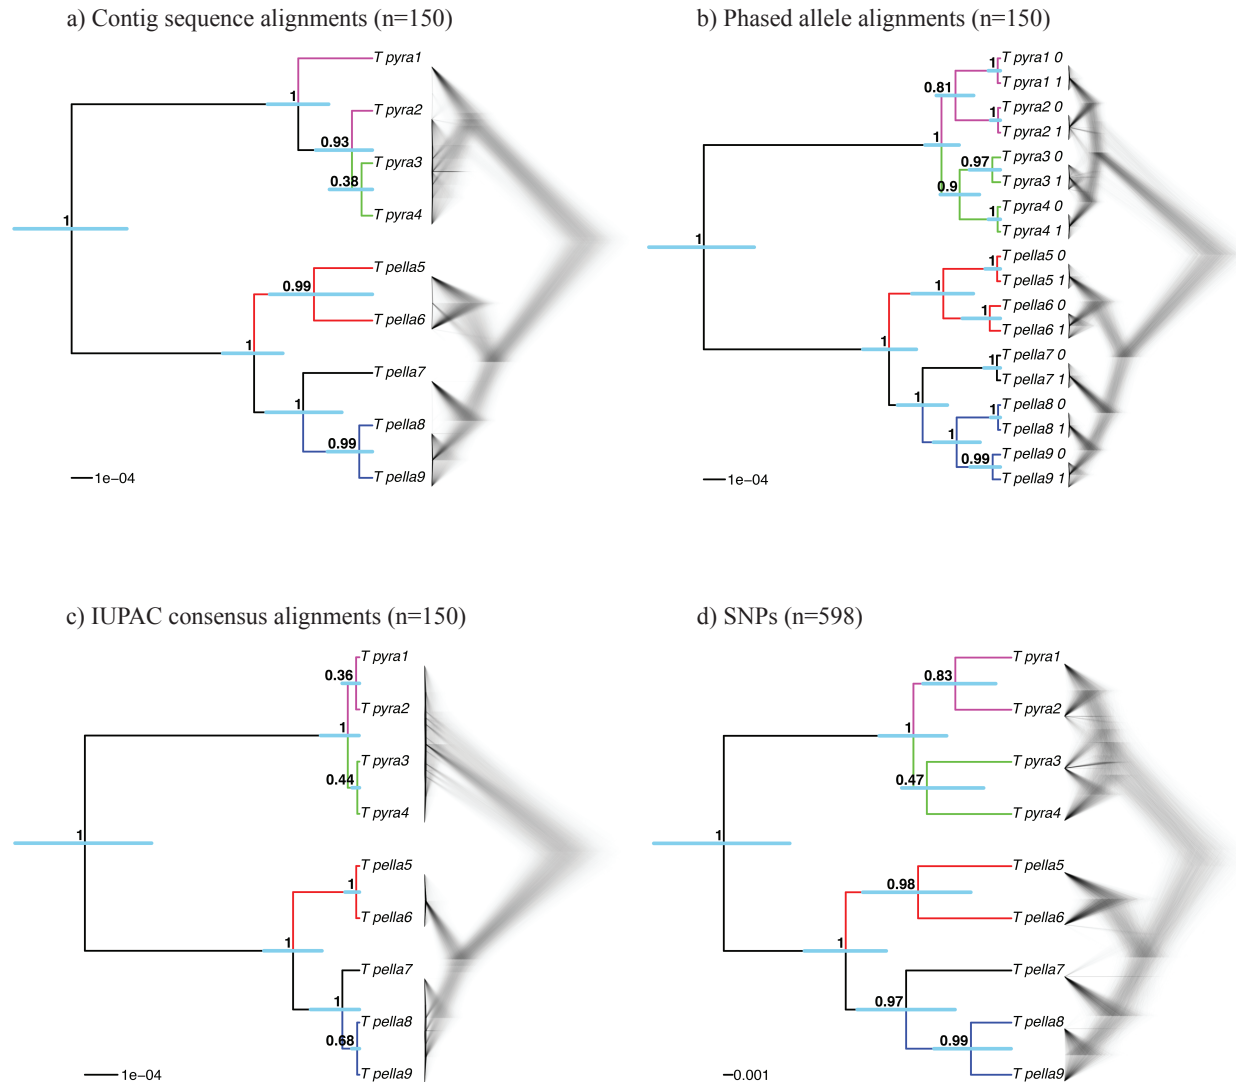 a) Contig sequence alignments (n=150)
T pyra1
1
T pyra2
0.93
T pyra3
0.38
T pyra4
1
T pella5
0.99
T pella6
1
T pella7
1
T pella8
0.99
T pella9
1e−04
b) Phased allele alignments (n=150)
T pyra1 0
1
T pyra1 1
0.81
T pyra2 0
1
T pyra2 1
1
T pyra3 0
0.97
T pyra3 1
0.9
T pyra4 0
1
T pyra4 1
1
T pella5 0
1
T pella5 1
1
T pella6 0
1
T pella6 1
1
T pella7 0
1
T pella7 1
1
T pella8 0
1
T pella8 1
1
T pella9 0
0.99
T pella9 1
1e−04
c) IUPAC consensus alignments (n=150)
T pyra1
0.36
T pyra2
1
T pyra3
0.44
T pyra4
1
T pella5
1
T pella6
1
T pella7
1
T pella8
0.68
T pella9
1e−04
d) SNPs (n=598)
T pyra1
0.83
T pyra2
1
T pyra3
0.47
T pyra4
1
T pella5
0.98
T pella6
1
T pella7
0.97
T pella8
0.99
T pella9
0.001